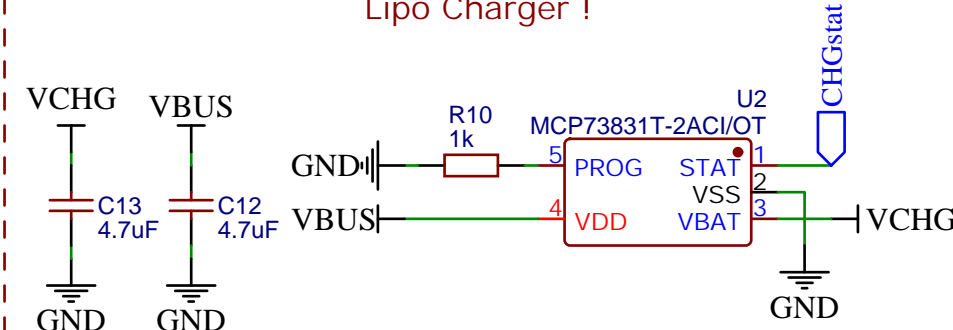 Lipo Charger !
CHGstat
VCHG
VBUS
C13
4.7uF
C12
4.7uF
GND
GND
R10
1k
U2
MCP73831T-2ACI/OT
GND
5
PROG
STAT
1
VSS
2
VBUS
4
VDD
VBAT
3
VCHG
GND